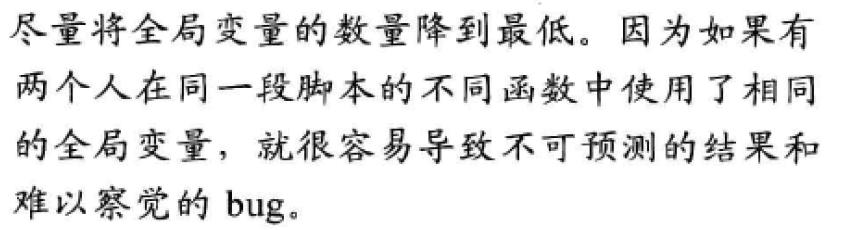 尽量将全局变量的数量降到最低。因为如果有
两个人在同一段脚本的不同函数中使用了相同
的全局变量，就很容易导致不可预测的结果和
难以察觉的 bug。